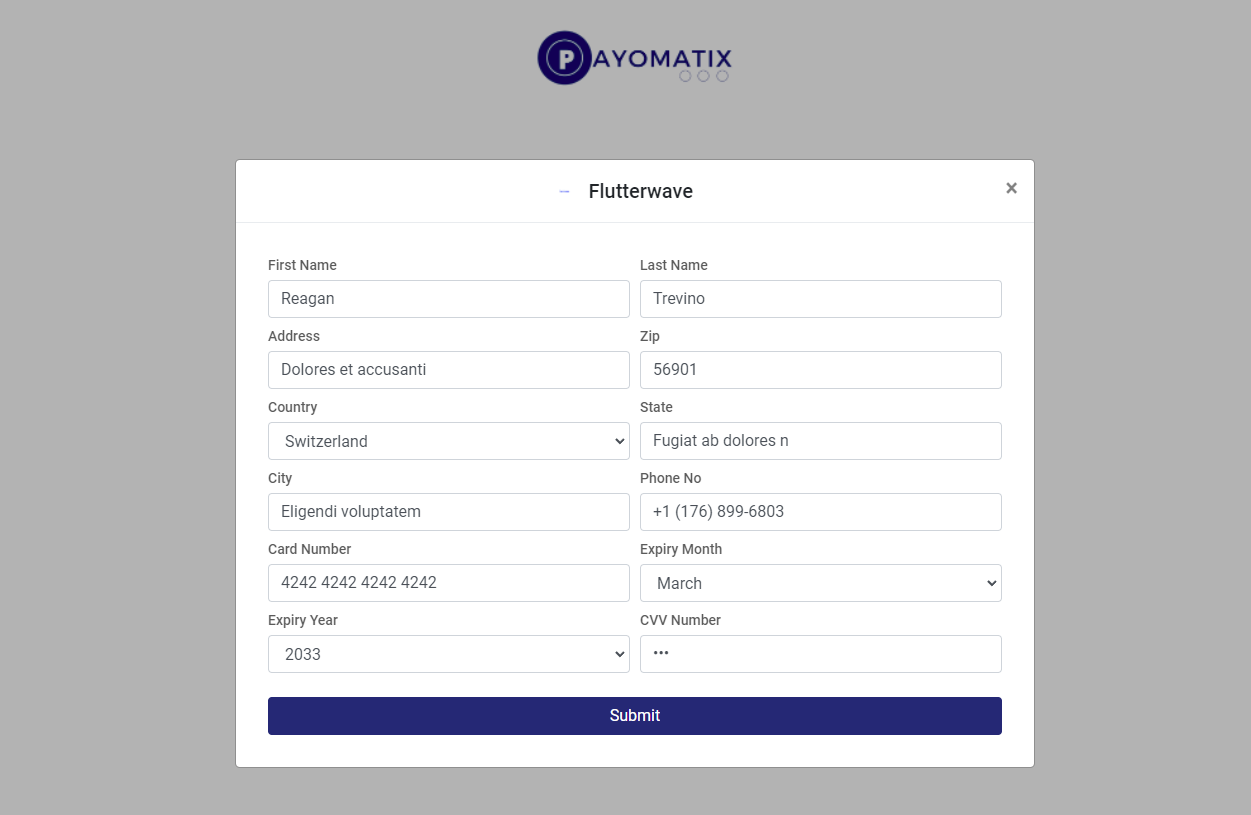 PAYOMATIX
Flutterwave
×
First Name
Last Name
Reagan
Trevino
Address
Zip
Dolores et accusanti
56901
Country
State
Switzerland
Fugiat ab dolores n
City
Phone No
Eligendi voluptatem
+1 (176) 899-6803
Card Number
Expiry Month
4242 4242 4242 4242
March
Expiry Year
CVV Number
2033
•••
Submit